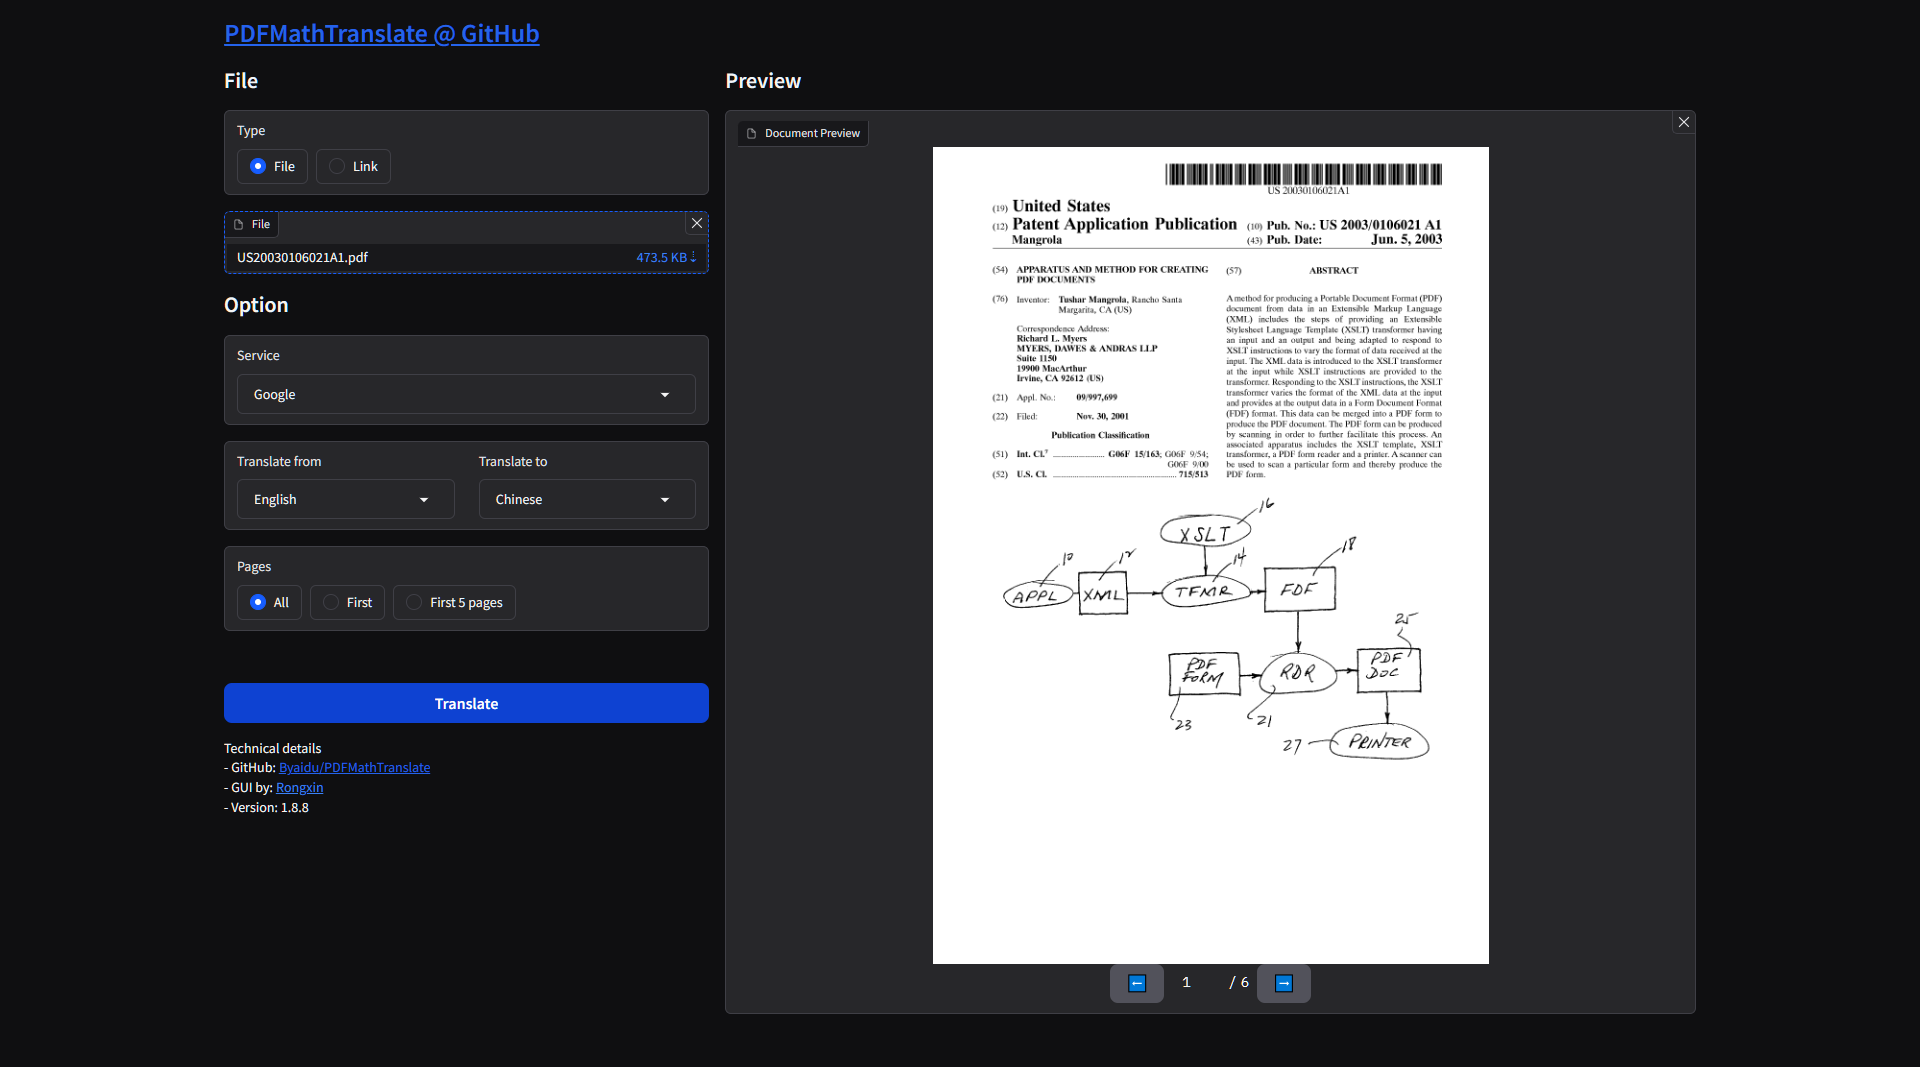 PDFMathTranslate @ GitHub
File
Type
File
Link
File
US20030106021A1.pdf
473.5 KB ⇣
Option
Service
Google
Translate from
English
Translate to
Chinese
Pages
All
First
First 5 pages
Translate
Technical details
- GitHub: Byaidu/PDFMathTranslate
- GUI by: Rongxin
- Version: 1.8.8
Preview
Document Preview
US 20030106021A1
(19) United States
(12) Patent Application Publication
Mangrola
(10) Pub. No.: US 2003/0106021 A1
(43) Pub. Date: Jun. 5, 2003
(54) APPARATUS AND METHOD FOR CREATING
PDF DOCUMENTS
(76) Inventor: Tushar Mangrola, Rancho Santa
Margarita, CA (US)
Correspondence Address:
Richard L. Myers
MYERS, DAWES & ANDRAS LLP
Suite 1150
19900 MacArthur
Irvine, CA 92612 (US)
(21) Appl. No.: 09/997,699
(22) Filed: Nov. 30, 2001
Publication Classification
(51) Int. Cl.7 ........................ G06F 15/163; G06F 9/54;
G06F 9/00
(52) U.S. Cl. ........................................................ 715/513
(57) ABSTRACT
A method for producing a Portable Document Format (PDF)
document from data in an Extensible Markup Language
(XML) includes the steps of providing an Extensible
Stylesheet Language Template (XSLT) transformer having
an input and an output and being adapted to respond to
XSLT instructions to vary the format of data received at the
input. The XML data is introduced to the XSLT transformer
at the input while XSLT instructions are provided to the
transformer. Responding to the XSLT instructions, the XSLT
transformer varies the format of the XML data at the input
and provides at the output data in a Form Document Format
(FDF) format. This data can be merged into a PDF form to
produce the PDF document. The PDF form can be produced
by scanning in order to further facilitate this process. An
associated apparatus includes the XSLT template, XSLT
transformer, a PDF form reader and a printer. A scanner can
be used to scan a particular form and thereby produce the
PDF form.
16
XSLT
10
12
14
18
APPL
XML
TFMR
FDF
25
PDF
FORM
RDR
PDF
DOC
23
21
27
PRINTER
1 / 6